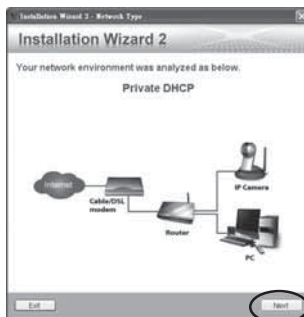 Installation Wizard 2 - Network Type
Installation Wizard 2
Your network environment was analyzed as below.
Private DHCP
Internet
Cable/DSL
modem
Router
IP Camera
PC
Exit
Next